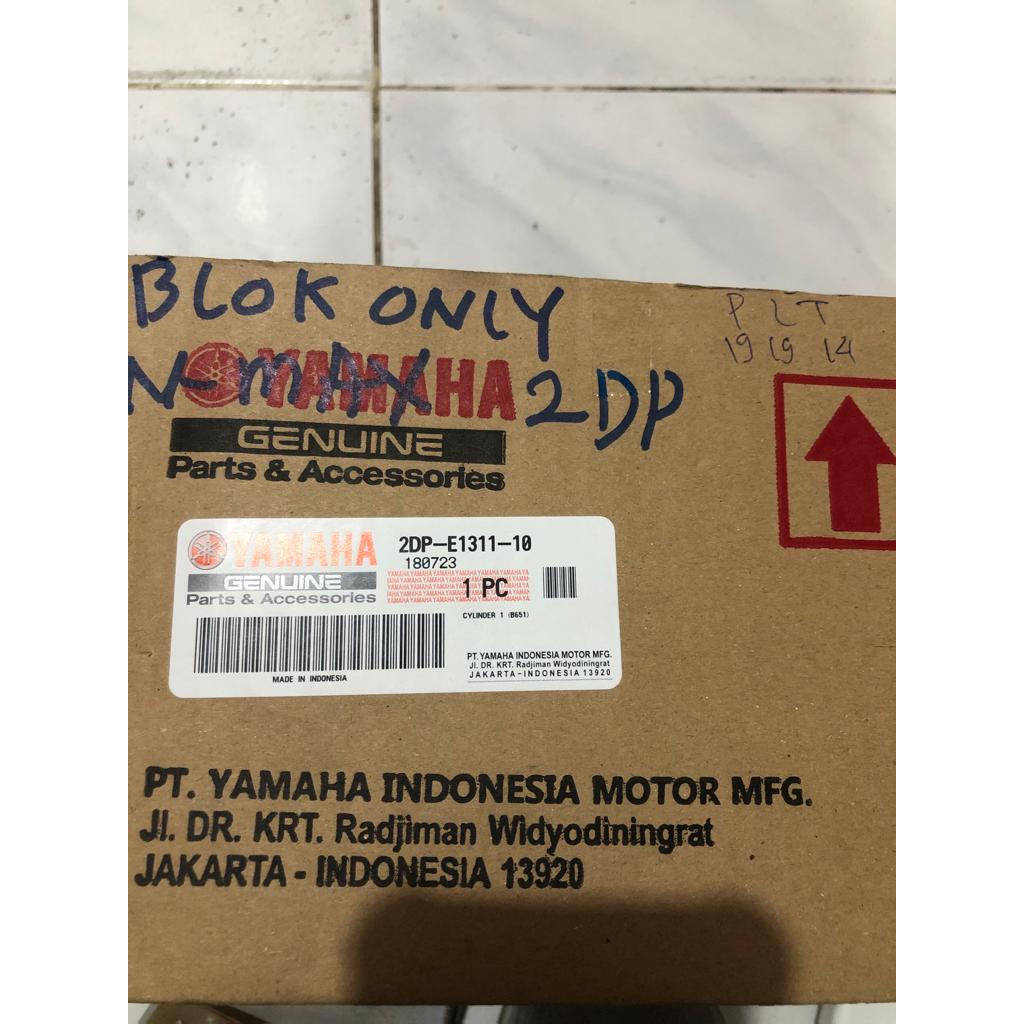 BLOK ONLY
P L T
19 19 14
N-MAX 2DP
YAMAHA
GENUINE
Parts & Accessories
YAMAHA
GENUINE
Parts & Accessories
2DP-E1311-10
180723
1 PC
CYLINDER 1 (B651)
MADE IN INDONESIA
PT. YAMAHA INDONESIA MOTOR MFG.
Jl. DR. KRT. Radjiman Widyodiningrat
JAKARTA-INDONESIA 13920
PT. YAMAHA INDONESIA MOTOR MFG.
Jl. DR. KRT. Radjiman Widyodiningrat
JAKARTA - INDONESIA 13920